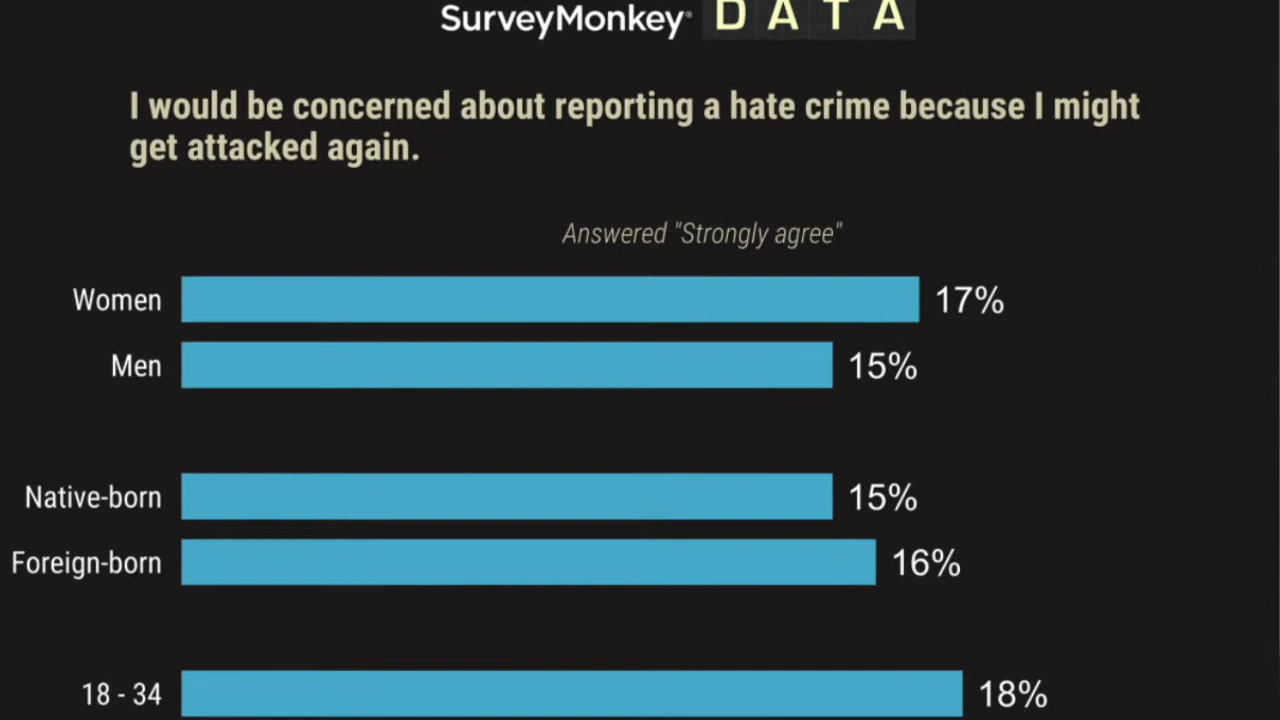 SurveyMonkey® DATA
I would be concerned about reporting a hate crime because I might
get attacked again.
Answered "Strongly agree"
Women 17%
Men 15%
Native-born 15%
Foreign-born 16%
18 - 34 18%